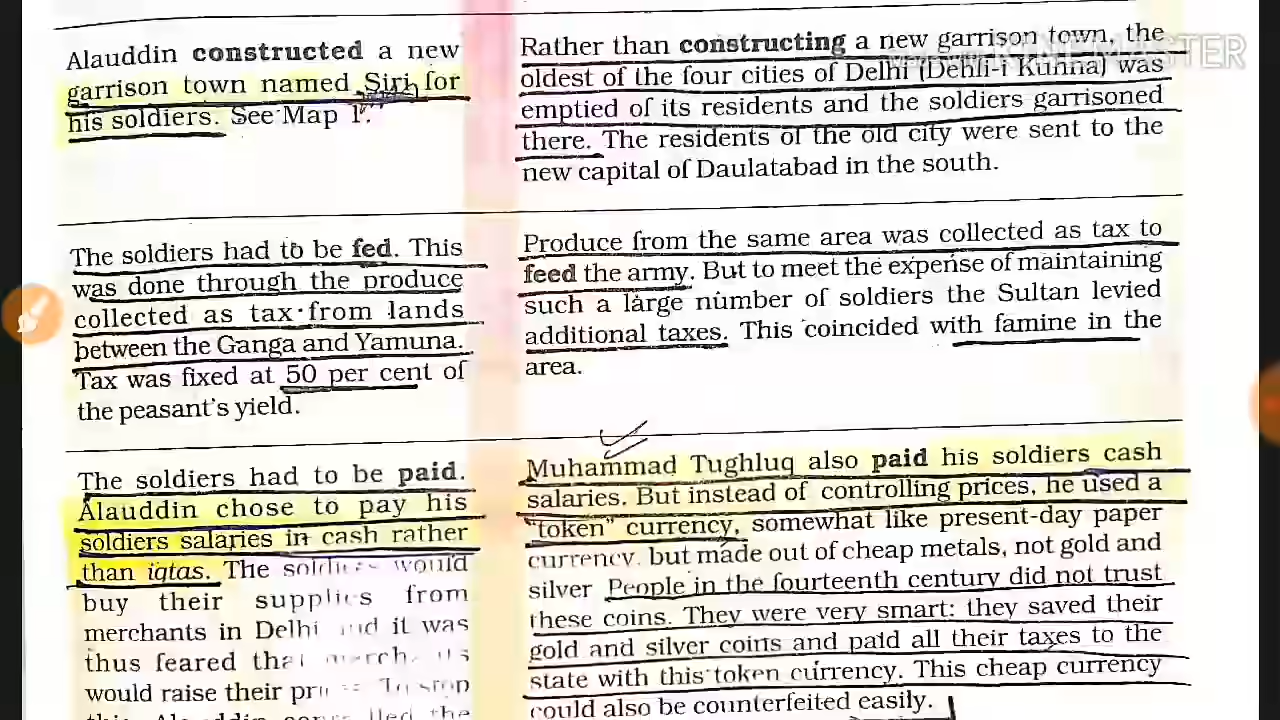 Alauddin constructed a new
garrison town named Siri for
his soldiers. See Map 1.
Rather than constructing a new garrison town, the
oldest of the four cities of Delhi (Dehli-i Kuhna) was
emptied of its residents and the soldiers garrisoned
there. The residents of the old city were sent to the
new capital of Daulatabad in the south.
The soldiers had to be fed. This
was done through the produce
collected as tax from lands
between the Ganga and Yamuna.
Tax was fixed at 50 per cent of
the peasant's yield.
Produce from the same area was collected as tax to
feed the army. But to meet the expense of maintaining
such a large number of soldiers the Sultan levied
additional taxes. This coincided with famine in the
area.
The soldiers had to be paid.
Alauddin chose to pay his
soldiers salaries in cash rather
than iqtas. The soldiers would
buy their supplies from
merchants in Delhi and it was
thus feared that
would raise their To stop
the
Muhammad Tughluq also paid his soldiers cash
salaries. But instead of controlling prices, he used a
"token" currency, somewhat like present-day paper
currency, but made out of cheap metals, not gold and
silver People in the fourteenth century did not trust
these coins. They were very smart: they saved their
gold and silver coins and paid all their taxes to the
state with this token currency. This cheap currency
could also be counterfeited easily.
KINEMASTER